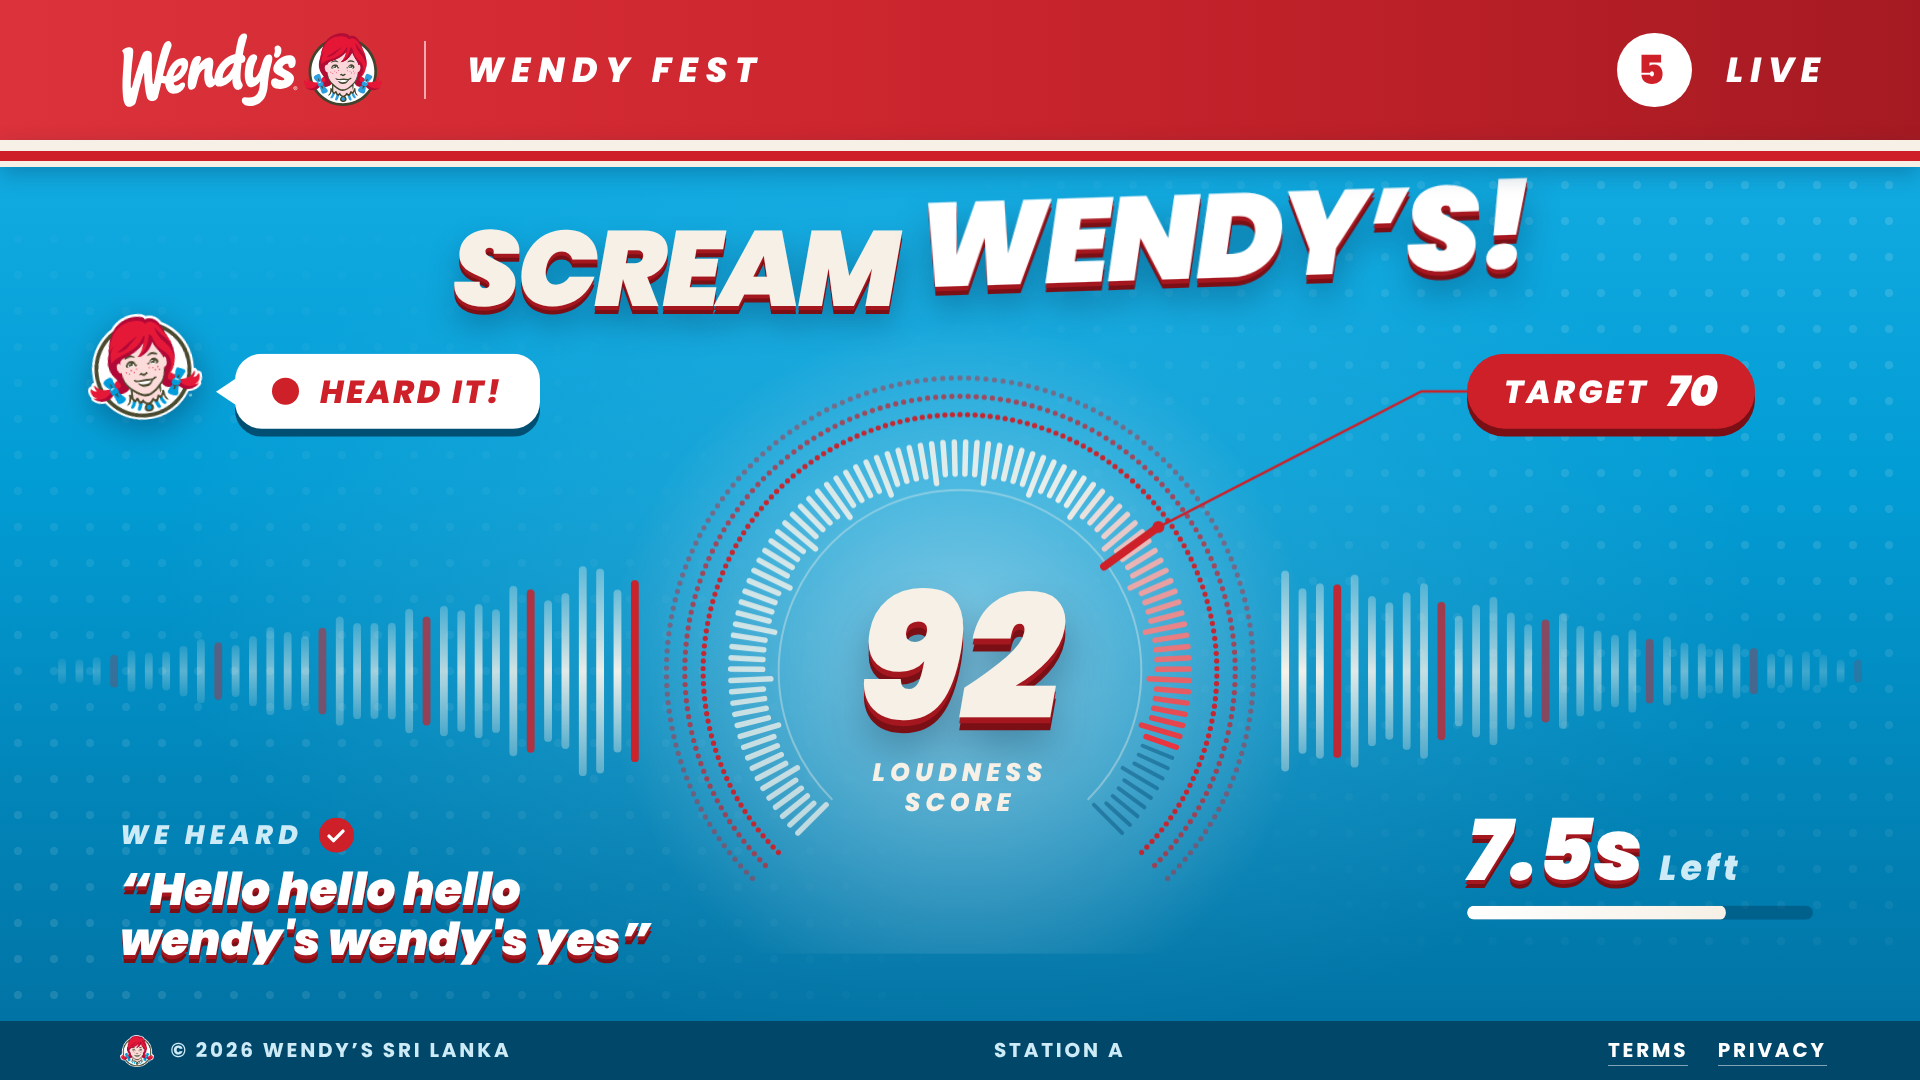 Wendy's
WENDY FEST
5 LIVE
SCREAM WENDY’S!
HEARD IT!
TARGET 70
92
LOUDNESS
SCORE
WE HEARD
“Hello hello hello
wendy's wendy's yes”
7.5s Left
© 2026 WENDY’S SRI LANKA
STATION A
TERMS PRIVACY